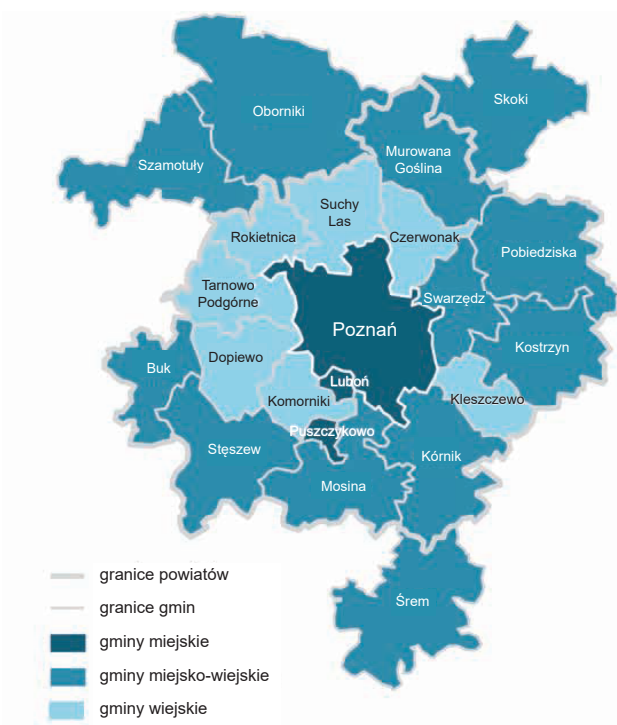 Skoki
Oborniki
Murowana
Goślina
Szamotuły
Suchy
Las
Rokietnica
Czerwonak
Pobiedziska
Tarnowo
Podgórne
Swarzędz
Poznań
Kostrzyn
Dopiewo
Buk
Luboń
Komorniki
Kleszczewo
Puszczykowo
Stęszew
Kórnik
Mosina
Śrem
granice powiatów
granice gmin
gminy miejskie
gminy miejsko-wiejskie
gminy wiejskie